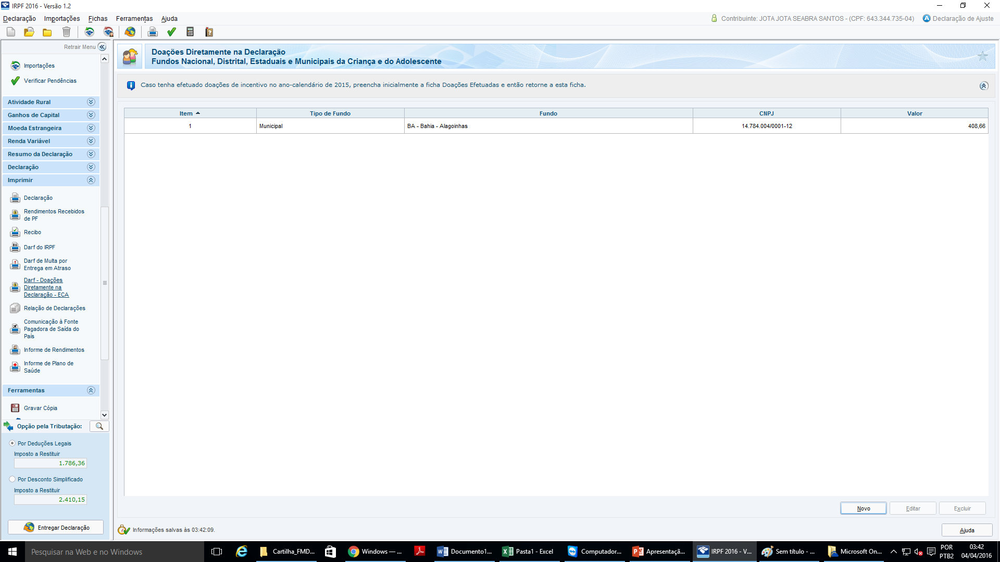 IRPF 2016 - Versão 1.2
Declaração Importações Fichas Ferramentas Ajuda
Contribuinte: JOTA JOTA SEABRA SANTOS - (CPF: 643.344.735-04) Declaração de Ajuste
Retrair Menu
Importações
Verificar Pendências
Atividade Rural
Ganhos de Capital
Moeda Estrangeira
Renda Variável
Resumo da Declaração
Declaração
Imprimir
Declaração
Rendimentos Recebidos
de PF
Recibo
Darf do IRPF
Darf de Multa por
Entrega em Atraso
Darf - Doações
Diretamente na
Declaração - ECA
Relação de Declarações
Comunicação à Fonte
Pagadora de Saída do
País
Informe de Rendimentos
Informe de Plano de
Saúde
Ferramentas
Gravar Cópia
Opção pela Tributação:
Por Deduções Legais
Imposto a Restituir
1.786,36
Por Desconto Simplificado
Imposto a Restituir
2.410,15
Entregar Declaração
Doações Diretamente na Declaração
Fundos Nacional, Distrital, Estaduais e Municipais da Criança e do Adolescente
Caso tenha efetuado doações de incentivo no ano-calendário de 2015, preencha inicialmente a ficha Doações Efetuadas e então retorne a esta ficha.
Item Tipo de Fundo Fundo CNPJ Valor
1 Municipal BA - Bahia - Alagoinhas 14.784.004/0001-12 408,66
Novo Editar Excluir
Informações salvas às 03:42:09.
Ajuda
Pesquisar na Web e no Windows
Cartilha_FMD... Windows — ... Documento1... Pasta1 - Excel Computador... Apresentaçã... IRPF 2016 - V... Sem título - ... Microsoft On...
POR
PTB2
03:42
04/04/2016